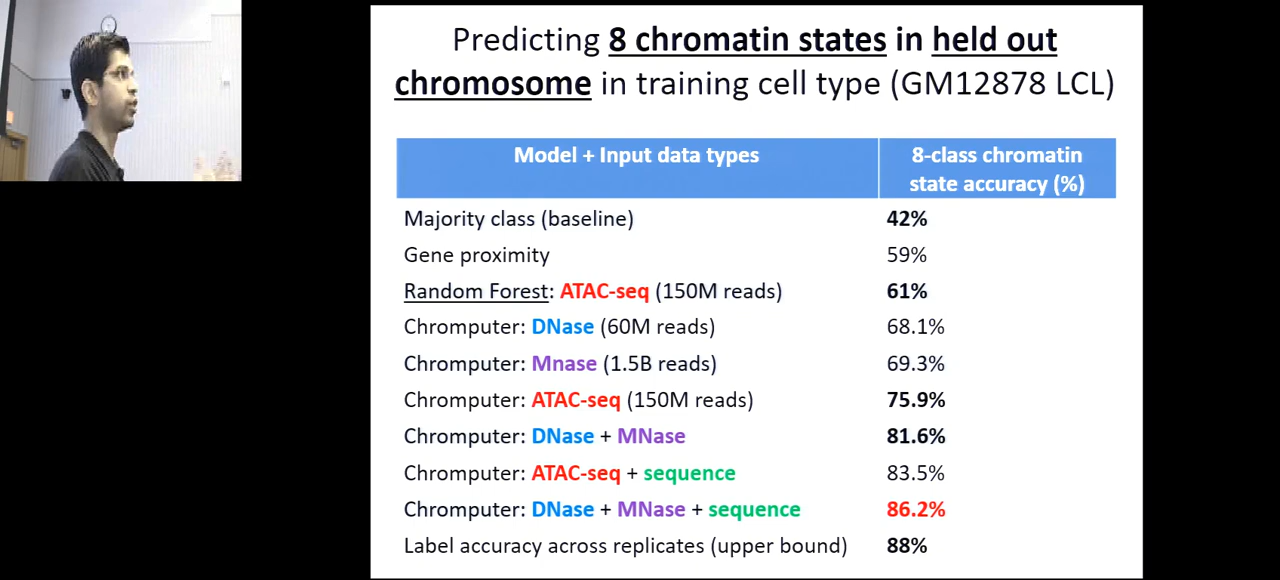 Predicting 8 chromatin states in held out
chromosome in training cell type (GM12878 LCL)
Model + Input data types
8-class chromatin
state accuracy (%)
Majority class (baseline) 42%
Gene proximity 59%
Random Forest: ATAC-seq (150M reads) 61%
Chromputer: DNase (60M reads) 68.1%
Chromputer: Mnase (1.5B reads) 69.3%
Chromputer: ATAC-seq (150M reads) 75.9%
Chromputer: DNase + MNase 81.6%
Chromputer: ATAC-seq + sequence 83.5%
Chromputer: DNase + MNase + sequence 86.2%
Label accuracy across replicates (upper bound) 88%